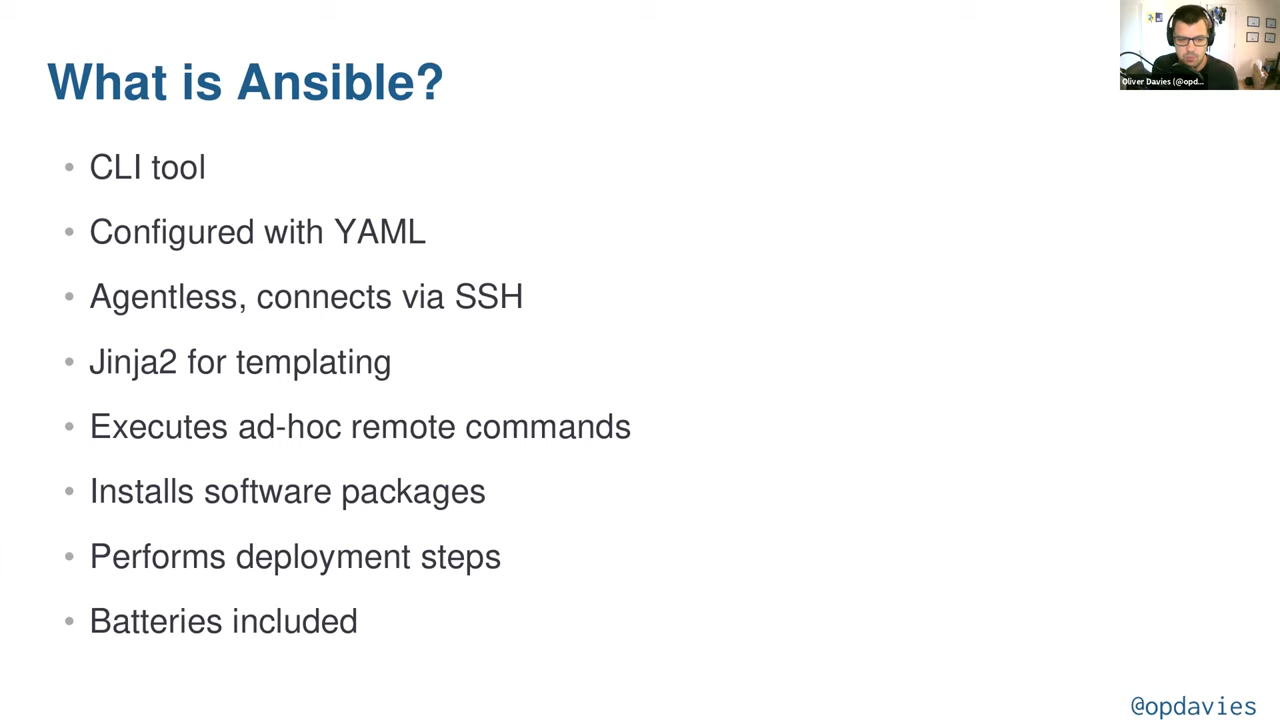 What is Ansible?
Oliver Davies (@opd...
• CLI tool
• Configured with YAML
• Agentless, connects via SSH
• Jinja2 for templating
• Executes ad-hoc remote commands
• Installs software packages
• Performs deployment steps
• Batteries included
@opdavies